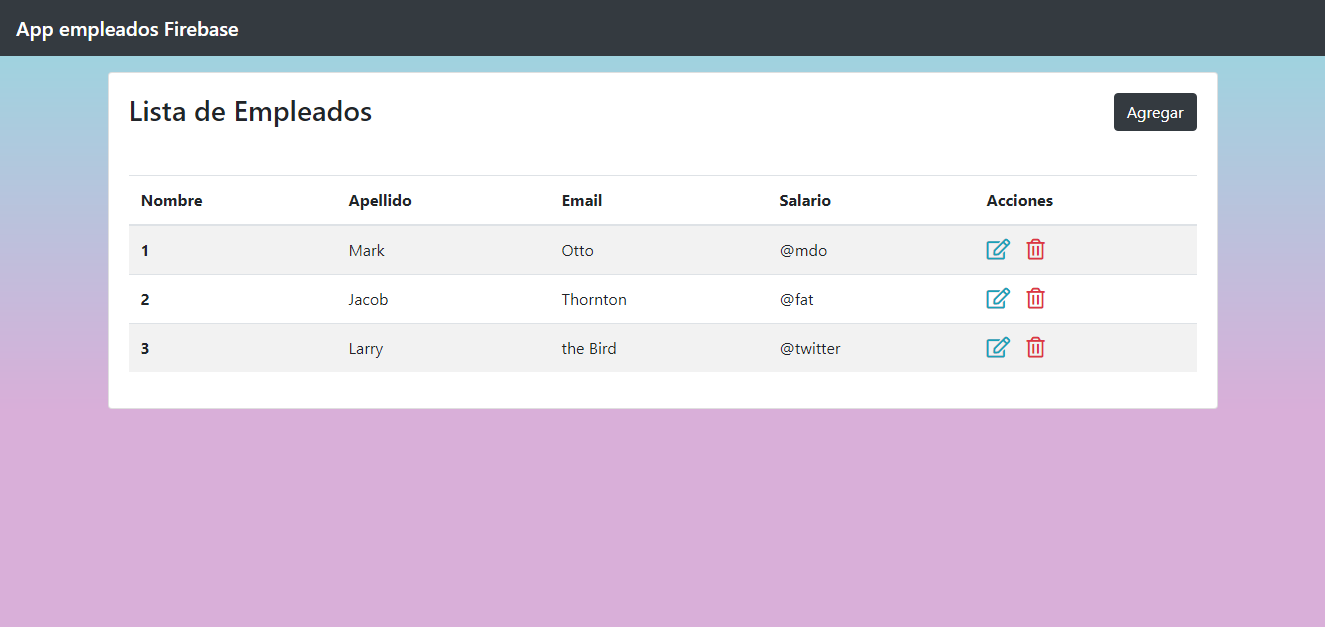 App empleados Firebase
Lista de Empleados
Agregar
Nombre Apellido Email Salario Acciones
1 Mark Otto @mdo
2 Jacob Thornton @fat
3 Larry the Bird @twitter